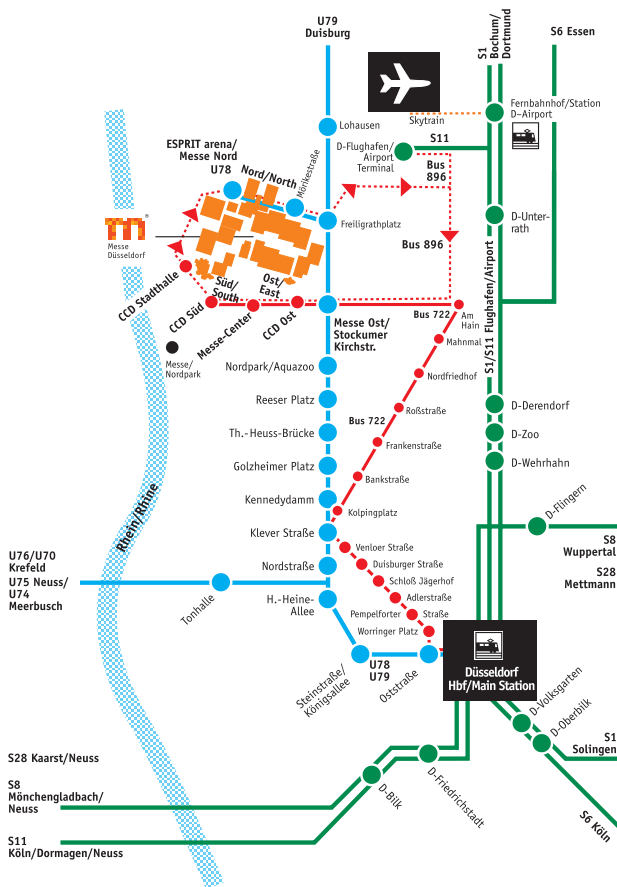 U79
Duisburg
S1
Bochum/
Dortmund
S6 Essen
Lohausen
Skytrain
Fernbahnhof/Station
D–Airport
S11
D-Flughafen/
Airport
Terminal
Bus
896
ESPRIT arena/
Messe Nord
U78
Nord/North
Mörikestraße
Freiligrathplatz
D-Unter-
rath
Bus 896
®
Messe
Düsseldorf
CCD Stadthalle
CCD Süd
Süd/
South
Messe-Center
Ost/
East
CCD Ost
Messe Ost/
Stockumer
Kirchstr.
Bus 722
Am
Hain
S1/S11 Flughafen/Airport
Messe/
Nordpark
Mahnmal
Nordpark/Aquazoo
Nordfriedhof
Reeser Platz
Roßstraße
D-Derendorf
Bus 722
Th.-Heuss-Brücke
Frankenstraße
D-Zoo
Golzheimer Platz
Bankstraße
D-Wehrhahn
Kennedydamm
Kolpingplatz
D-Flingern
Rhein/Rhine
Klever Straße
Venloer Straße
S8
Wuppertal
S28
Mettmann
U76/U70
Krefeld
U75 Neuss/
U74
Meerbusch
Nordstraße
Duisburger Straße
Schloß Jägerhof
Tonhalle
H.-Heine-
Allee
Adlerstraße
Pempelforter
Straße
Worringer Platz
Steinstraße/
Königsallee
U78
U79
Oststraße
Düsseldorf
Hbf/Main Station
D-Volksgarten
D-Oberbilk
S1
Solingen
S28 Kaarst/Neuss
S8
Mönchengladbach/
Neuss
D-Bilk
D-Friedrichstadt
S6 Köln
S11
Köln/Dormagen/Neuss